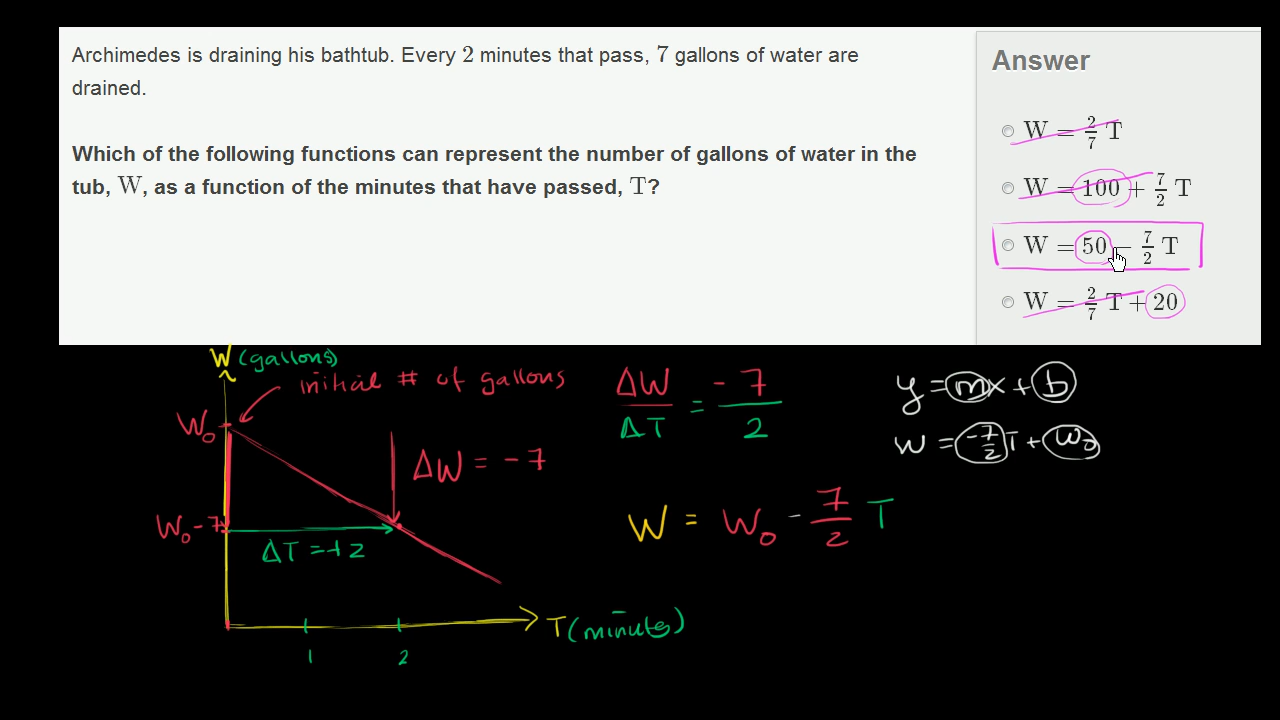 Archimedes is draining his bathtub. Every 2 minutes that pass, 7 gallons of water are
drained.
Which of the following functions can represent the number of gallons of water in the
tub, W, as a function of the minutes that have passed, T?
Answer
W = 2/7 T
W = 100 + 7/2 T
W = 50 − 7/2 T
W = 2/7 T + 20
W (gallons)
initial # of gallons
W₀
ΔW = -7
W₀ - 7
ΔT = +2
T (minutes)
1 2
ΔW/ΔT = -7/2
W = W₀ - 7/2 T
y = mx + b
W = -7/2 T + W₀